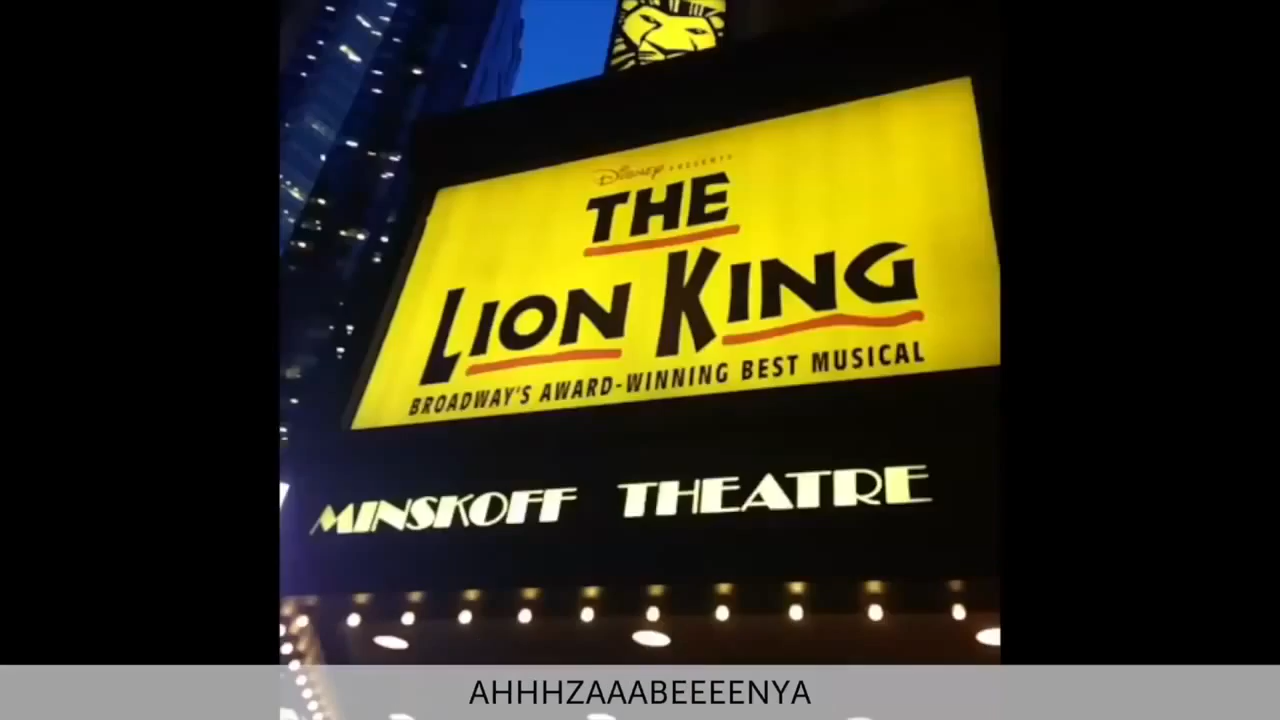 Disney PRESENTS
THE
LION KING
BROADWAY'S AWARD-WINNING BEST MUSICAL
MINSKOFF THEATRE
AHHHZAAABEEEENYA